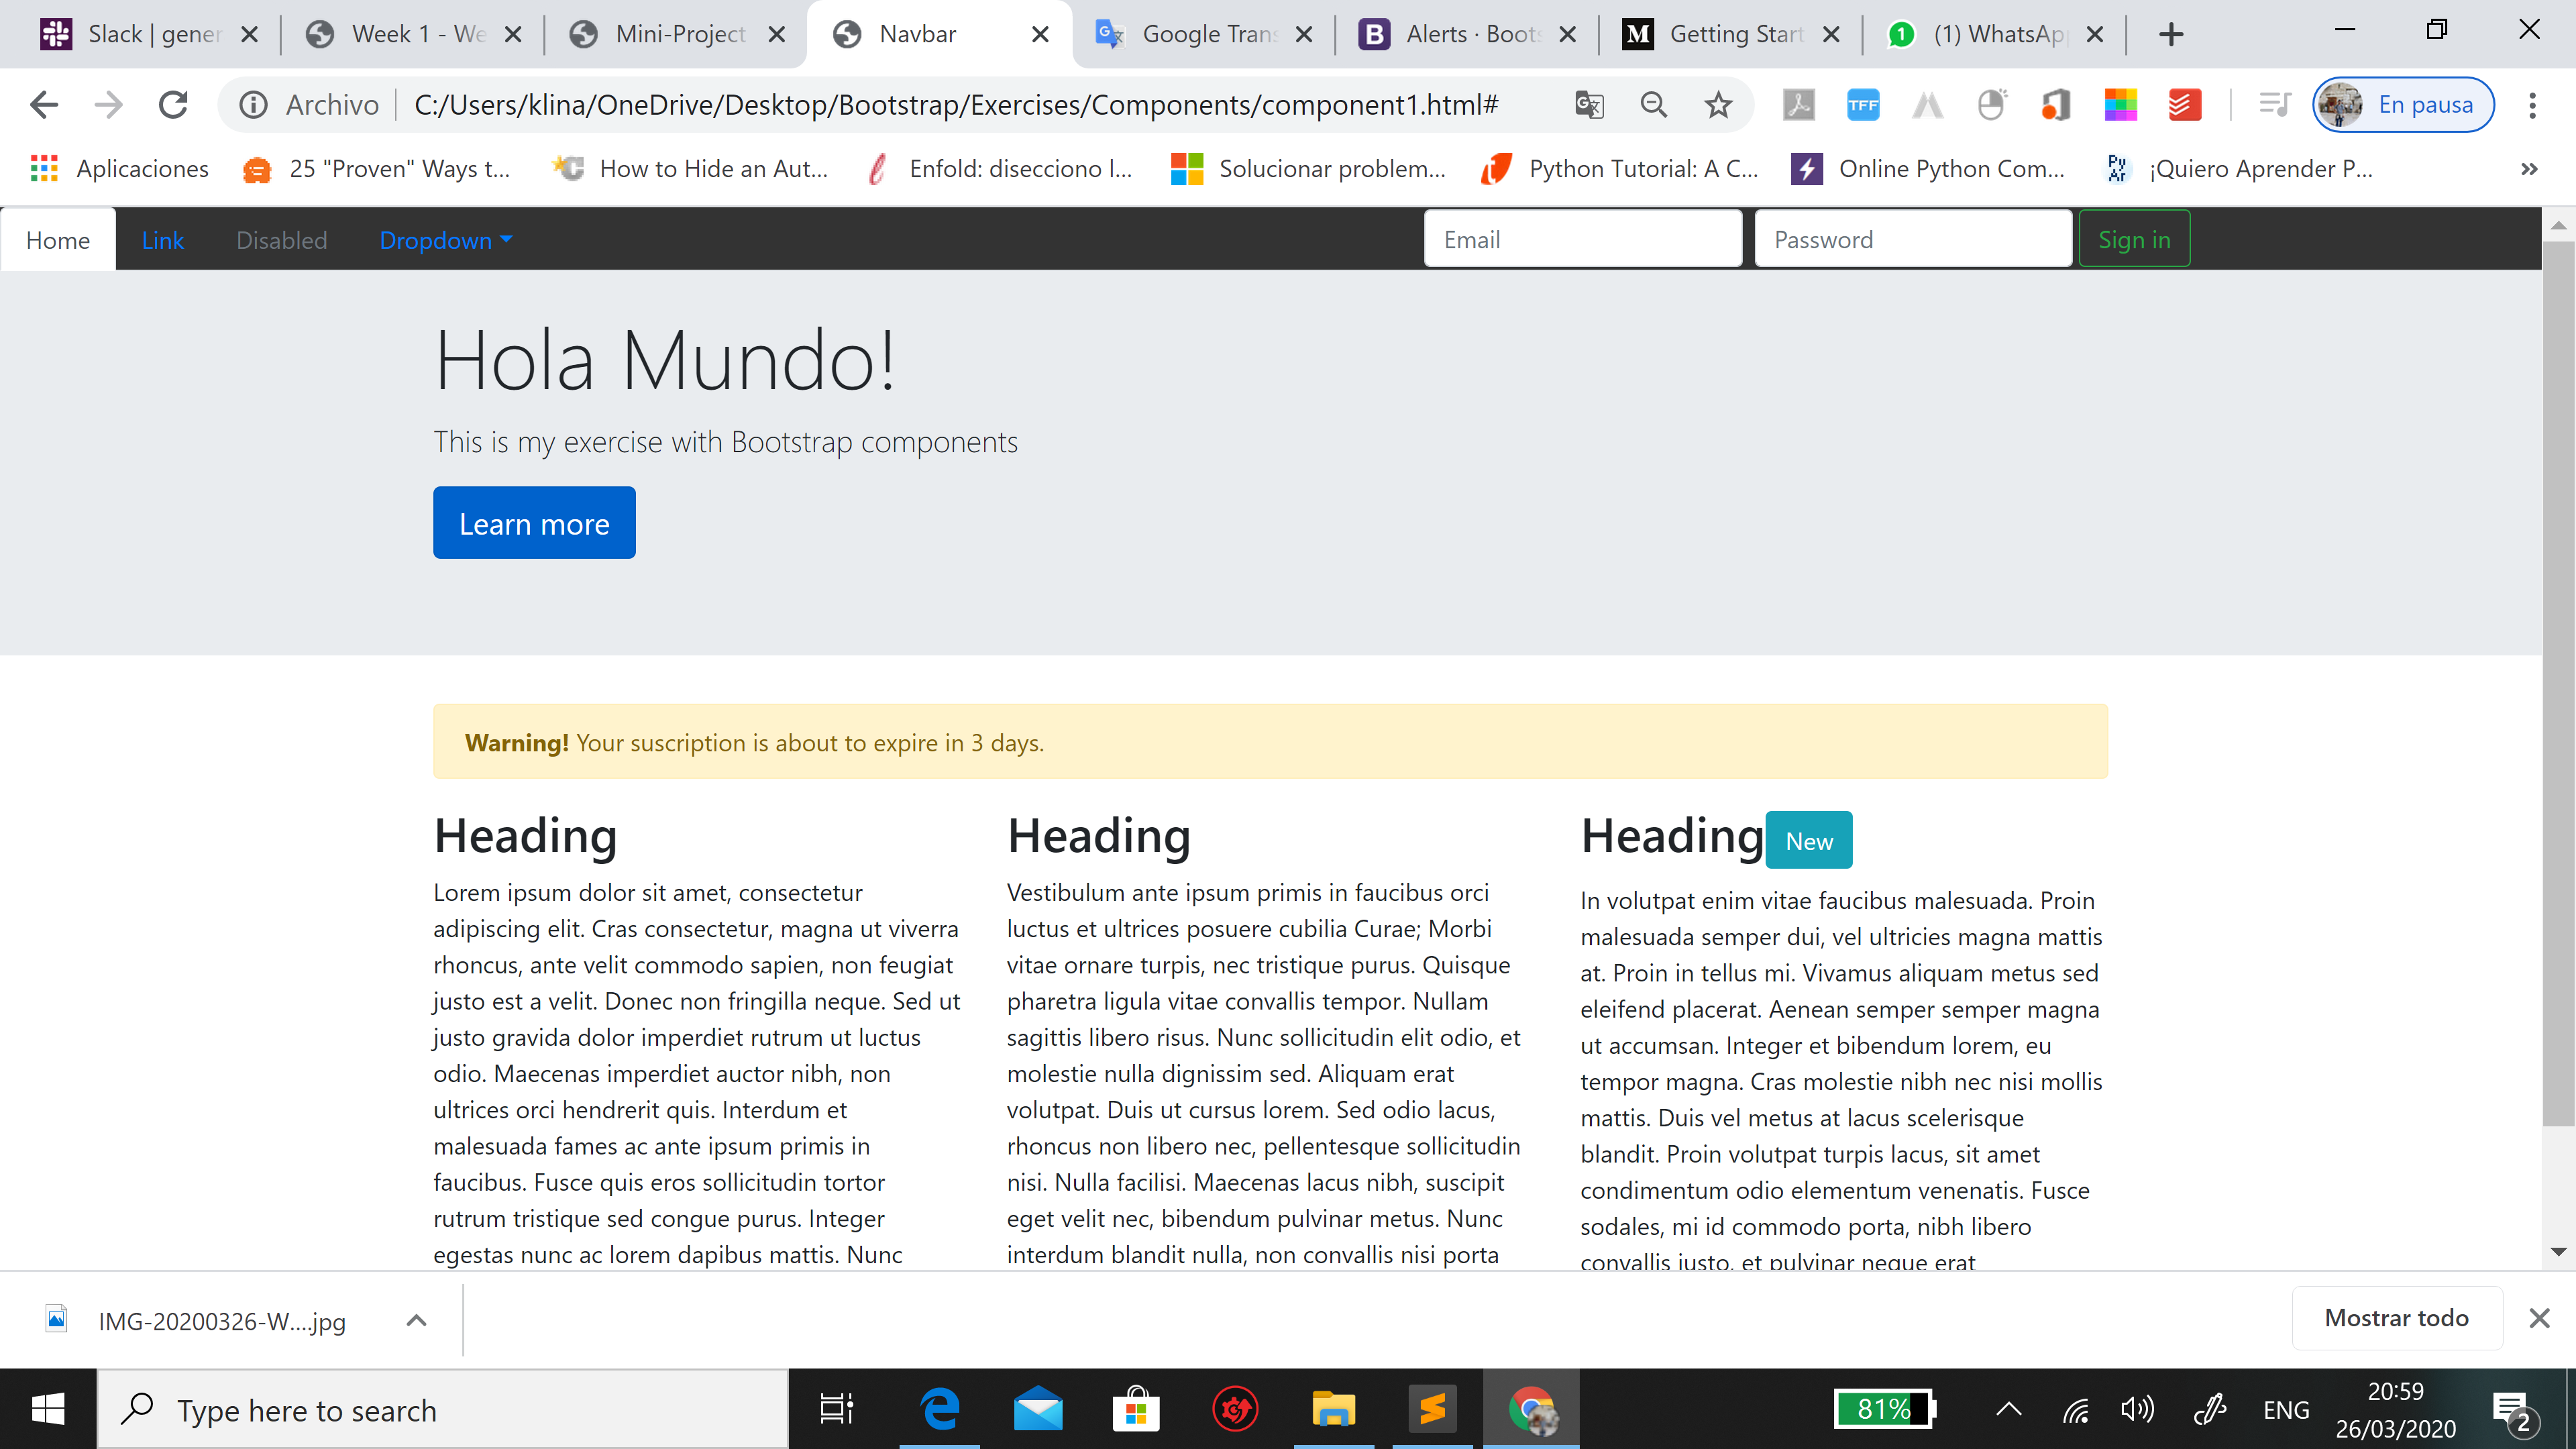 Slack | gener
Week 1 - We
Mini-Project
Navbar
Google Trans
Alerts · Boots
Getting Start
(1) WhatsAp
Archivo
C:/Users/klina/OneDrive/Desktop/Bootstrap/Exercises/Components/component1.html#
TFF
En pausa
Aplicaciones
25 "Proven" Ways t...
How to Hide an Aut...
Enfold: disecciono l...
Solucionar problem...
Python Tutorial: A C...
Online Python Com...
¡Quiero Aprender P...
Home
Link
Disabled
Dropdown
Email
Password
Sign in
Hola Mundo!
This is my exercise with Bootstrap components
Learn more
Warning! Your suscription is about to expire in 3 days.
Heading
Lorem ipsum dolor sit amet, consectetur
adipiscing elit. Cras consectetur, magna ut viverra
rhoncus, ante velit commodo sapien, non feugiat
justo est a velit. Donec non fringilla neque. Sed ut
justo gravida dolor imperdiet rutrum ut luctus
odio. Maecenas imperdiet auctor nibh, non
ultrices orci hendrerit quis. Interdum et
malesuada fames ac ante ipsum primis in
faucibus. Fusce quis eros sollicitudin tortor
rutrum tristique sed congue purus. Integer
egestas nunc ac lorem dapibus mattis. Nunc
Heading
Vestibulum ante ipsum primis in faucibus orci
luctus et ultrices posuere cubilia Curae; Morbi
vitae ornare turpis, nec tristique purus. Quisque
pharetra ligula vitae convallis tempor. Nullam
sagittis libero risus. Nunc sollicitudin elit odio, et
molestie nulla dignissim sed. Aliquam erat
volutpat. Duis ut cursus lorem. Sed odio lacus,
rhoncus non libero nec, pellentesque sollicitudin
nisi. Nulla facilisi. Maecenas lacus nibh, suscipit
eget velit nec, bibendum pulvinar metus. Nunc
interdum blandit nulla, non convallis nisi porta
Heading New
In volutpat enim vitae faucibus malesuada. Proin
malesuada semper dui, vel ultricies magna mattis
at. Proin in tellus mi. Vivamus aliquam metus sed
eleifend placerat. Aenean semper semper magna
ut accumsan. Integer et bibendum lorem, eu
tempor magna. Cras molestie nibh nec nisi mollis
mattis. Duis vel metus at lacus scelerisque
blandit. Proin volutpat turpis lacus, sit amet
condimentum odio elementum venenatis. Fusce
sodales, mi id commodo porta, nibh libero
convallis justo, et pulvinar neque erat
IMG-20200326-W....jpg
Mostrar todo
Type here to search
81%
ENG
20:59
26/03/2020
2